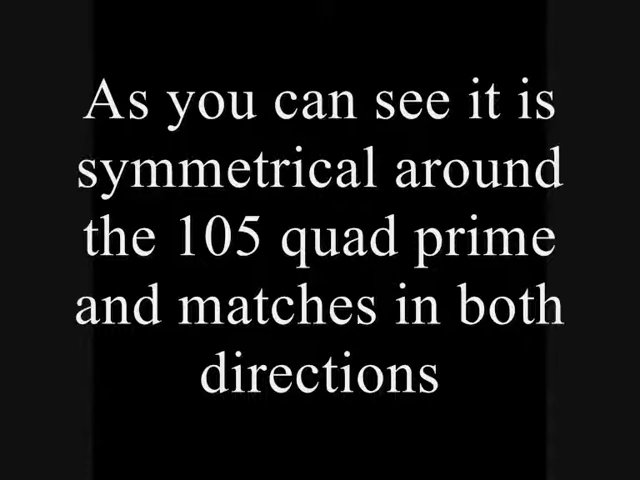 As you can see it is
symmetrical around
the 105 quad prime
and matches in both
directions